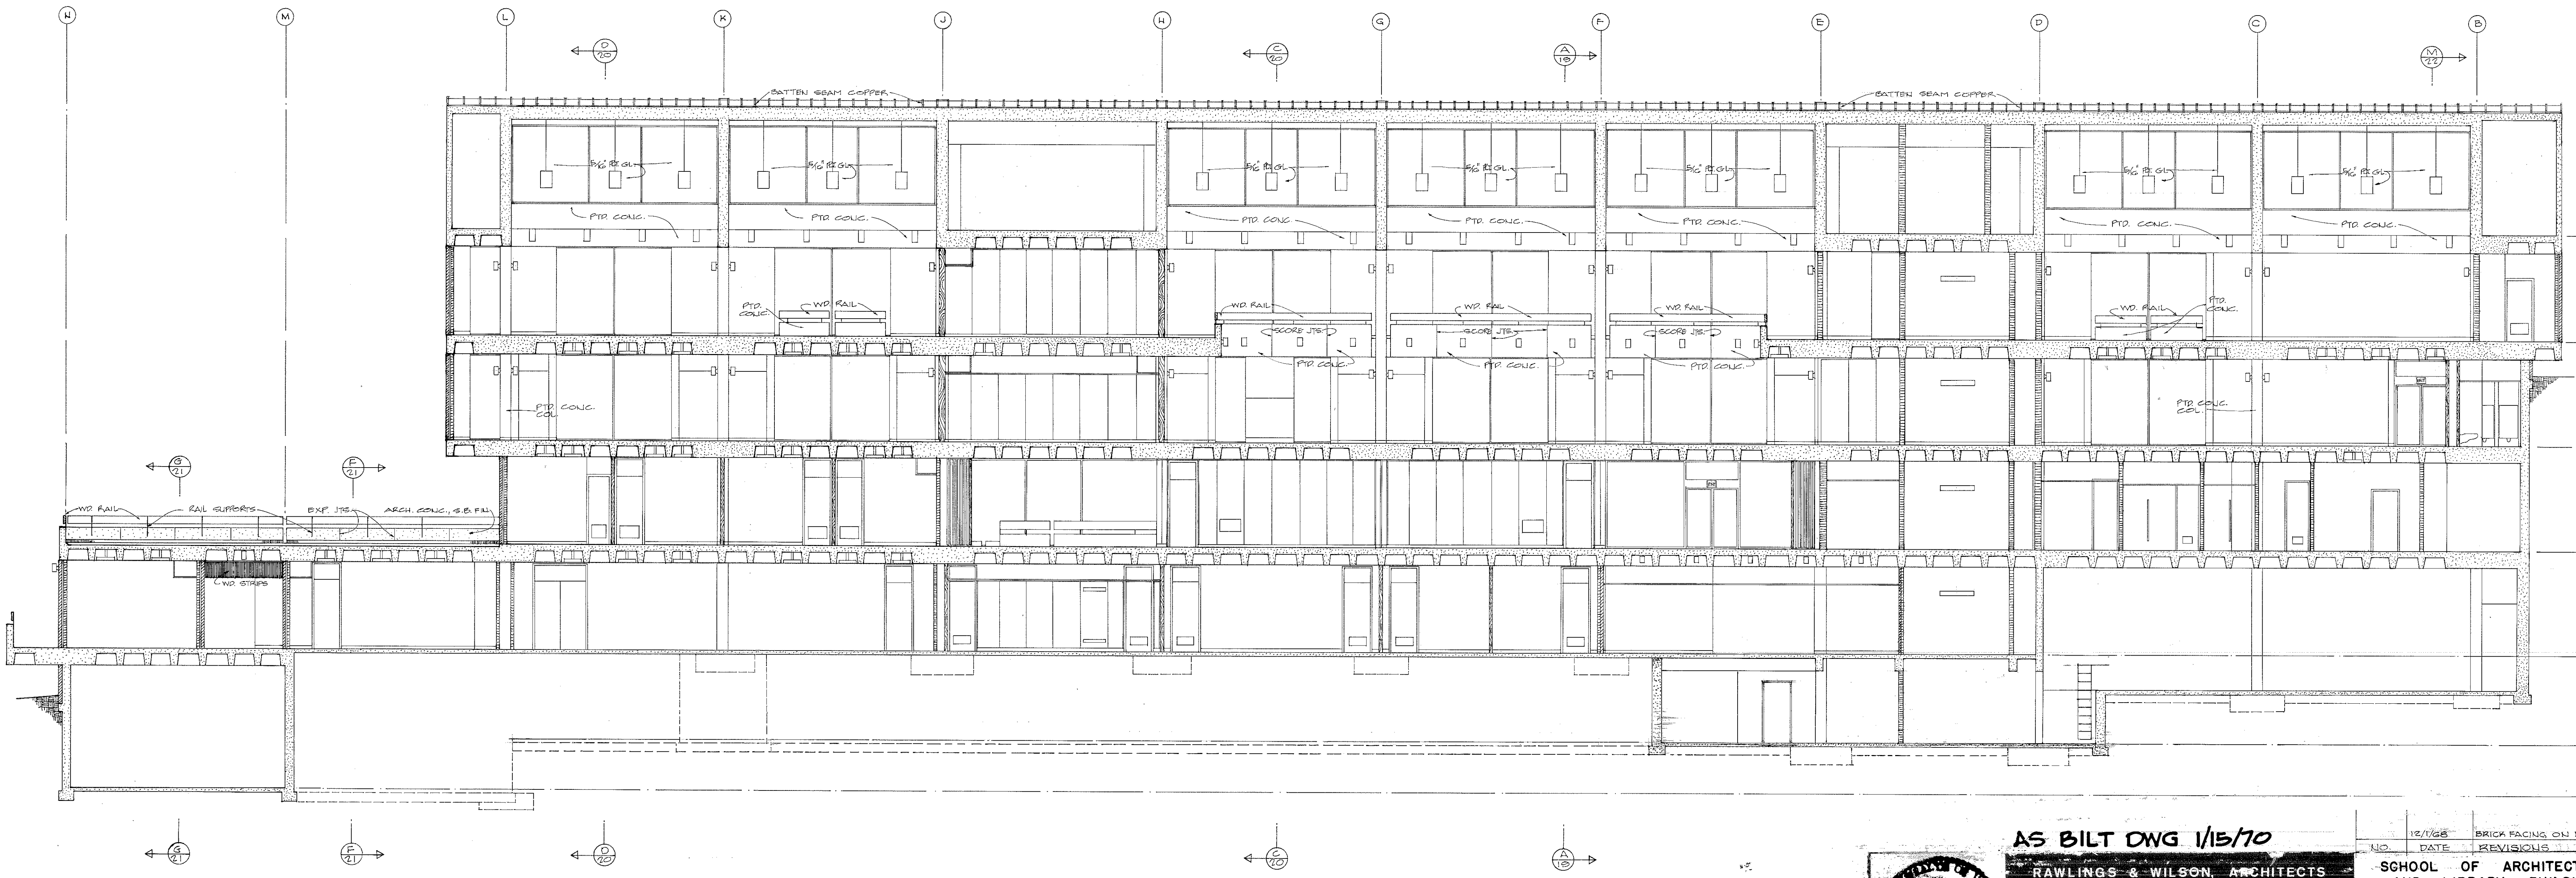 N M L K J H G F E D C B
D 20
C 20
A 19
M 22
BATTEN SEAM COPPER
BATTEN SEAM COPPER
5/16" PL. GL.
5/16" PL. GL.
5/16" PL. GL.
5/16" PL. GL.
5/16" PL. GL.
5/16" PL. GL.
5/16" PL. GL.
PTD. CONC.
PTD. CONC.
PTD. CONC.
PTD. CONC.
PTD. CONC.
PTD. CONC.
PTD. CONC.
PTD. CONC.
WD. RAIL
WD. RAIL
WD. RAIL
WD. RAIL
WD. RAIL
PTD. CONC.
SCORE JTS.
SCORE JTS.
SCORE JTS.
PTD. CONC.
PTD. CONC.
PTD. CONC.
PTD. CONC. COL.
PTD. CONC. COL.
G 21
F 21
WD. RAIL
RAIL SUPPORTS
EXP. JTS.
ARCH. CONC., S.B. FIN.
WD. STRIPS
G 21
F 21
D 20
C 20
A 19
AS BILT DWG 1/15/70
RAWLINGS & WILSON, ARCHITECTS
12/1/68 BRICK FACING ON
NO. DATE REVISIONS
SCHOOL OF ARCHITECT